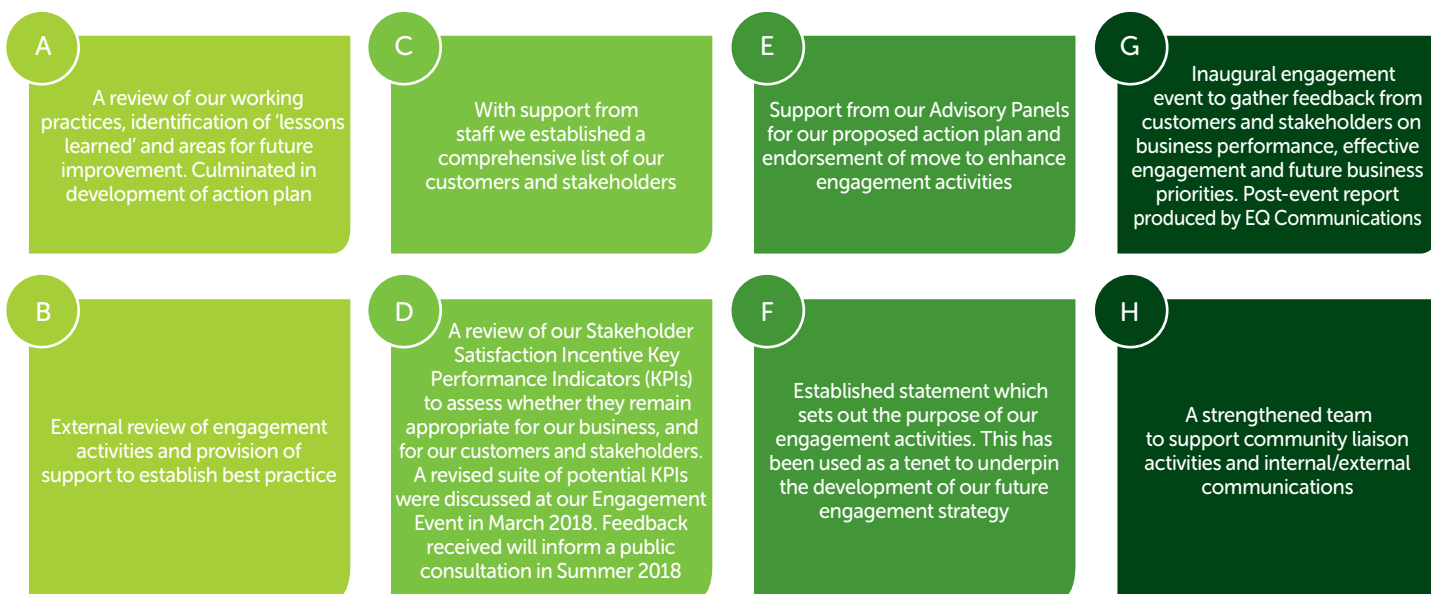 A
A review of our working
practices, identification of ‘lessons
learned’ and areas for future
improvement. Culminated in
development of action plan
B
External review of engagement
activities and provision of
support to establish best practice
C
With support from
staff we established a
comprehensive list of our
customers and stakeholders
D
A review of our Stakeholder
Satisfaction Incentive Key
Performance Indicators (KPIs)
to assess whether they remain
appropriate for our business, and
for our customers and stakeholders.
A revised suite of potential KPIs
were discussed at our Engagement
Event in March 2018. Feedback
received will inform a public
consultation in Summer 2018
E
Support from our Advisory Panels
for our proposed action plan and
endorsement of move to enhance
engagement activities
F
Established statement which
sets out the purpose of our
engagement activities. This has
been used as a tenet to underpin
the development of our future
engagement strategy
G
Inaugural engagement
event to gather feedback from
customers and stakeholders on
business performance, effective
engagement and future business
priorities. Post-event report
produced by EQ Communications
H
A strengthened team
to support community liaison
activities and internal/external
communications